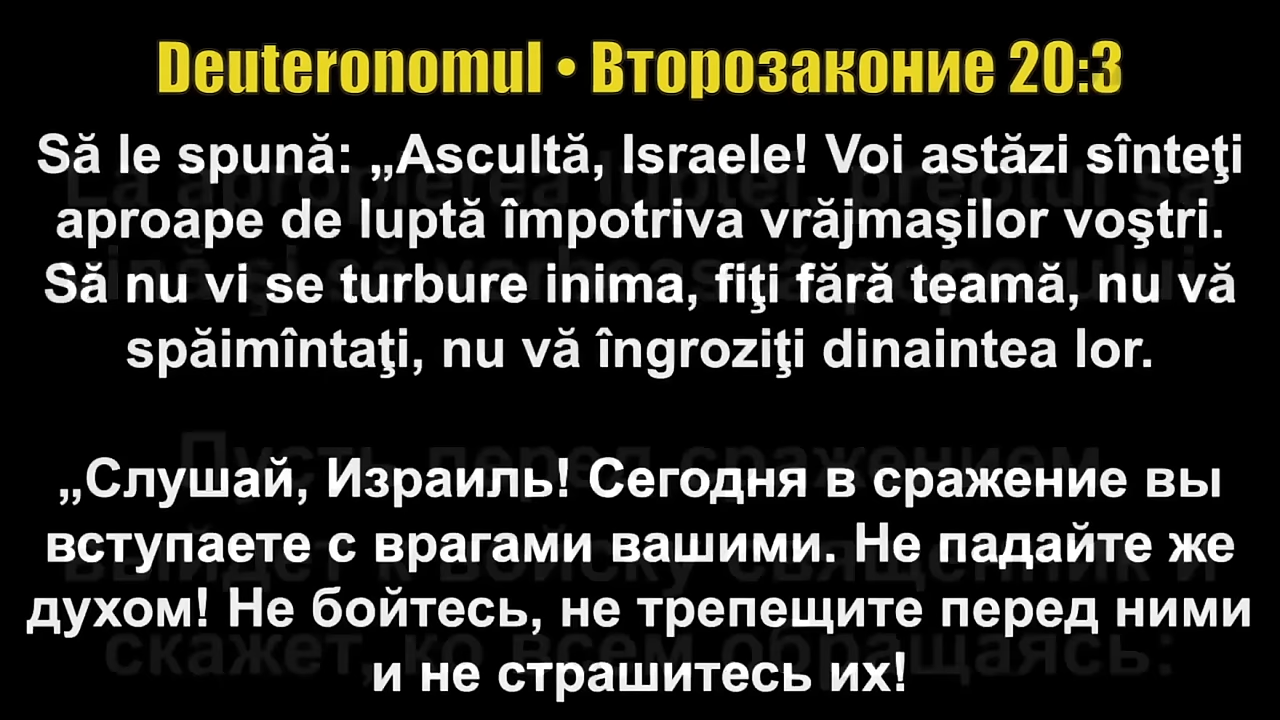 Deuteronomul • Второзаконие 20:3
Să le spună: „Ascultă, Israele! Voi astăzi sînteţi
aproape de luptă împotriva vrăjmaşilor voştri.
Să nu vi se turbure inima, fiţi fără teamă, nu vă
spăimîntaţi, nu vă îngroziţi dinaintea lor.
„Слушай, Израиль! Сегодня в сражение вы
вступаете с врагами вашими. Не падайте же
духом! Не бойтесь, не трепещите перед ними
и не страшитесь их!